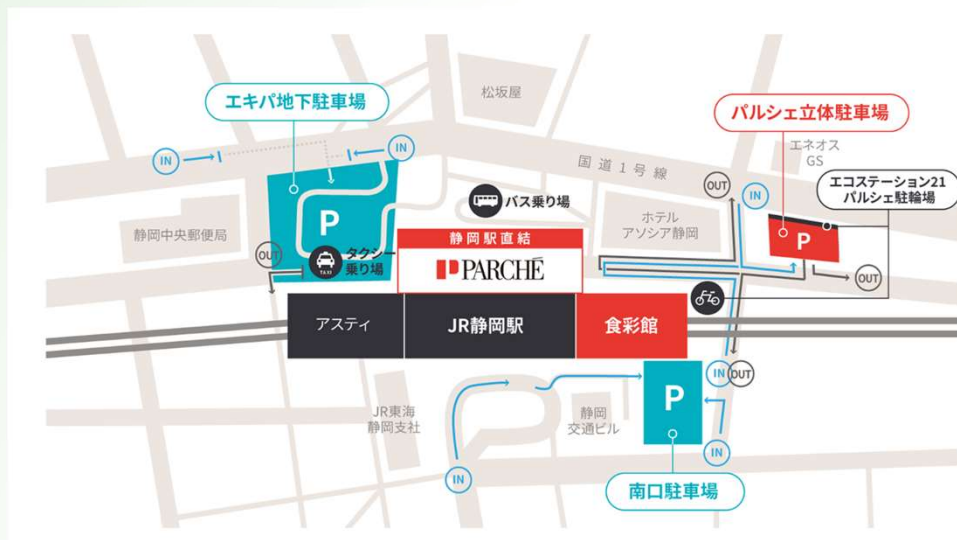 松坂屋
エキパ地下駐車場
パルシェ立体駐車場
エネオス
GS
IN
IN
国道1号線
OUT
IN
エコステーション21
パルシェ駐輪場
P
バス乗り場
ホテル
アソシア静岡
P
静岡中央郵便局
静岡駅直結
PARCHÉ
OUT
タクシー
乗り場
TAXI
OUT
アスティ
JR静岡駅
食彩館
IN
OUT
P
JR東海
静岡支社
静岡
交通ビル
IN
IN
南口駐車場